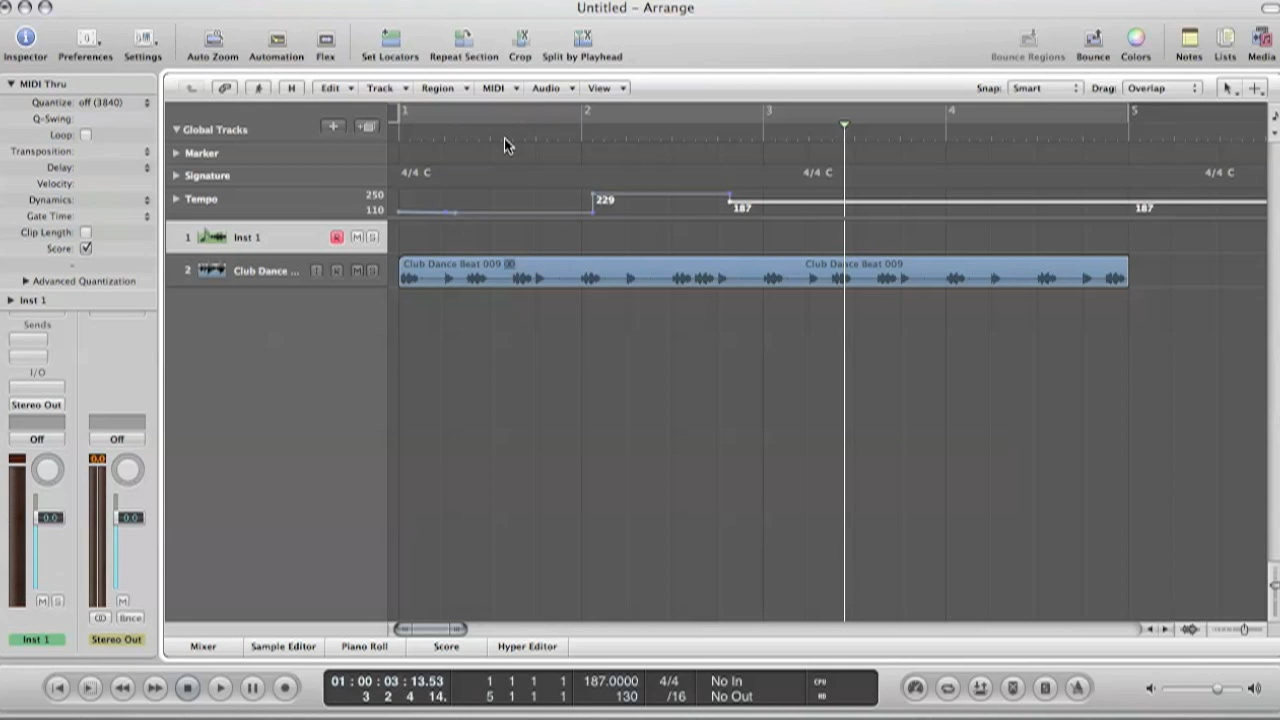 Untitled – Arrange
Inspector Preferences Settings Auto Zoom Automation Flex Set Locators Repeat Section Crop Split by Playhead Bounce Regions Bounce Colors Notes Lists Media
MIDI Thru
H Edit Track Region MIDI Audio View Snap: Smart Drag: Overlap
Quantize: off (3840)
Q-Swing:
Loop:
Transposition:
Delay:
Velocity:
Dynamics:
Gate Time:
Clip Length:
Score:
Advanced Quantization
Inst 1
1 2 3 4 5
Global Tracks
Marker
Signature 4/4 C 4/4 C 4/4 C
Tempo 250
110
229
187 187
1 Inst 1 R M S
2 Club Dance ... I R M S
Club Dance Beat 009 Club Dance Beat 009
Sends
I/O
Stereo Out
Off Off
0.0
-0.0 -0.0
M S M
Bnce
Inst 1 Stereo Out
Mixer Sample Editor Piano Roll Score Hyper Editor
01 : 00 : 03 : 13.53 1 1 1 1 187.0000 4/4 No In CPU
3 2 4 14. 5 1 1 1 130 /16 No Out HD